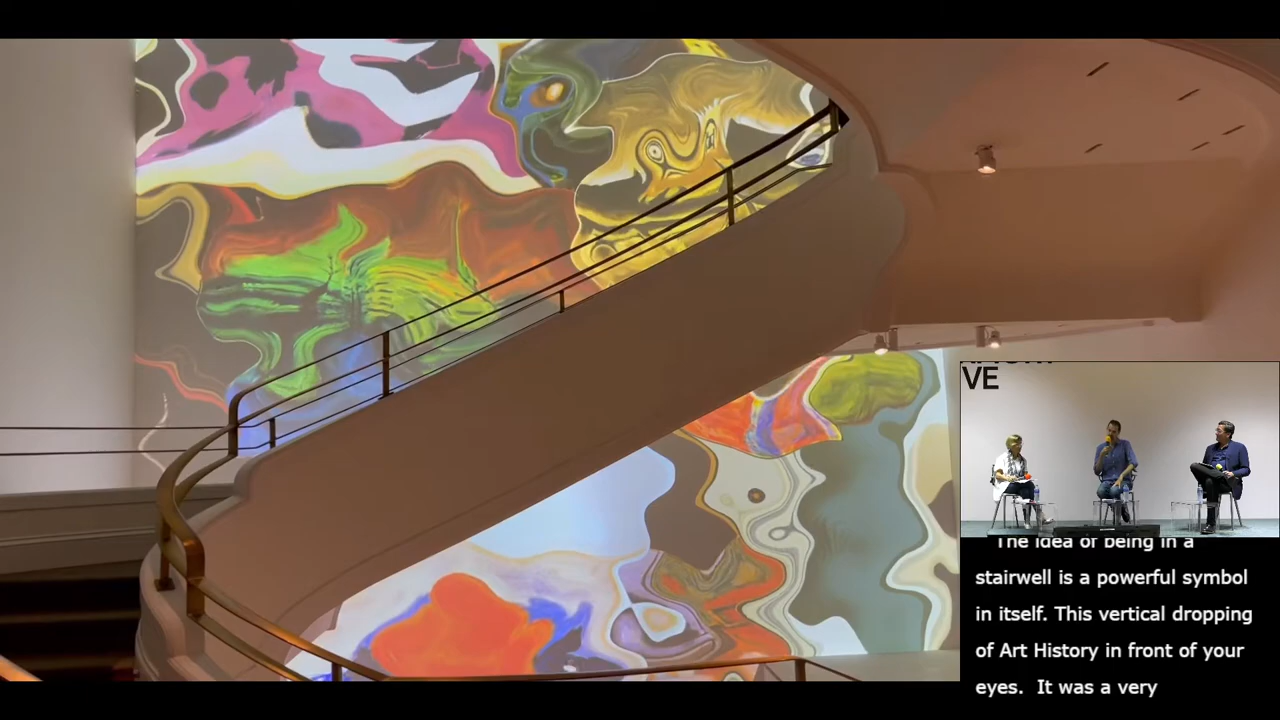 VE
The idea of being in a
stairwell is a powerful symbol
in itself. This vertical dropping
of Art History in front of your
eyes.  It was a very